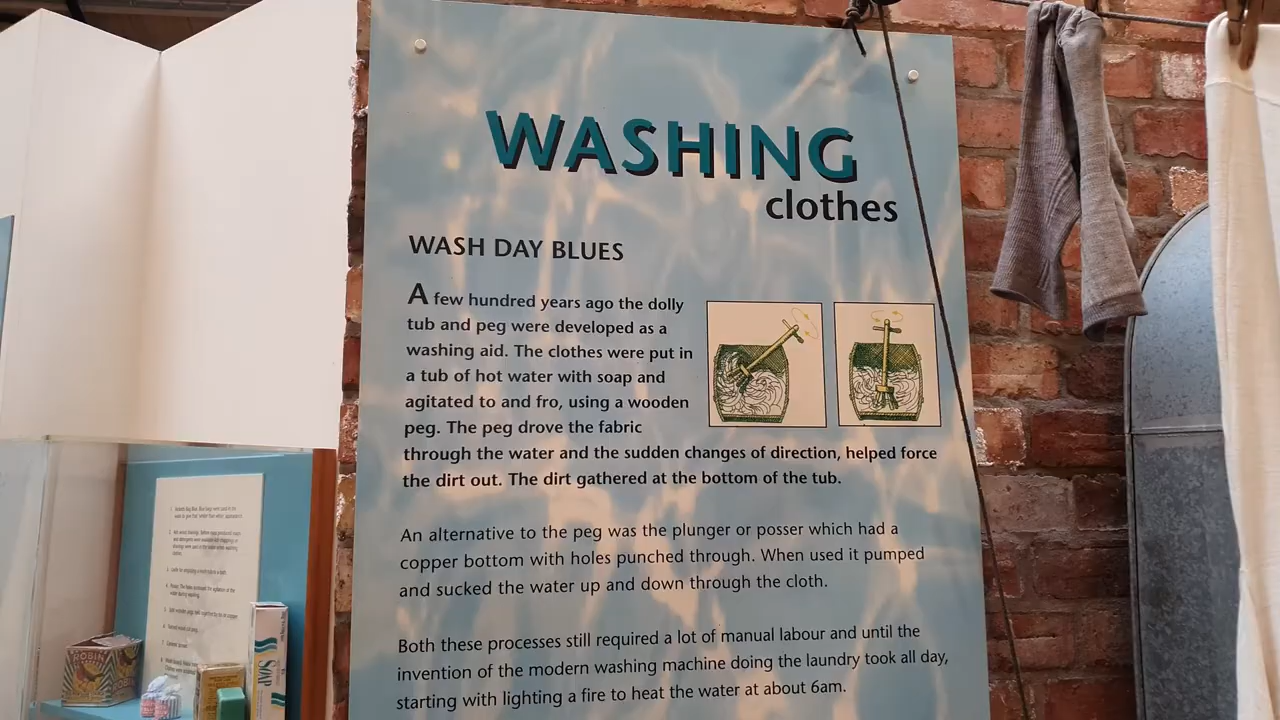 WASHING
clothes
WASH DAY BLUES
A few hundred years ago the dolly
tub and peg were developed as a
washing aid. The clothes were put in
a tub of hot water with soap and
agitated to and fro, using a wooden
peg. The peg drove the fabric
through the water and the sudden changes of direction, helped force
the dirt out. The dirt gathered at the bottom of the tub.
An alternative to the peg was the plunger or posser which had a
copper bottom with holes punched through. When used it pumped
and sucked the water up and down through the cloth.
Both these processes still required a lot of manual labour and until the
invention of the modern washing machine doing the laundry took all day,
starting with lighting a fire to heat the water at about 6am.
ROBIN
SOAP